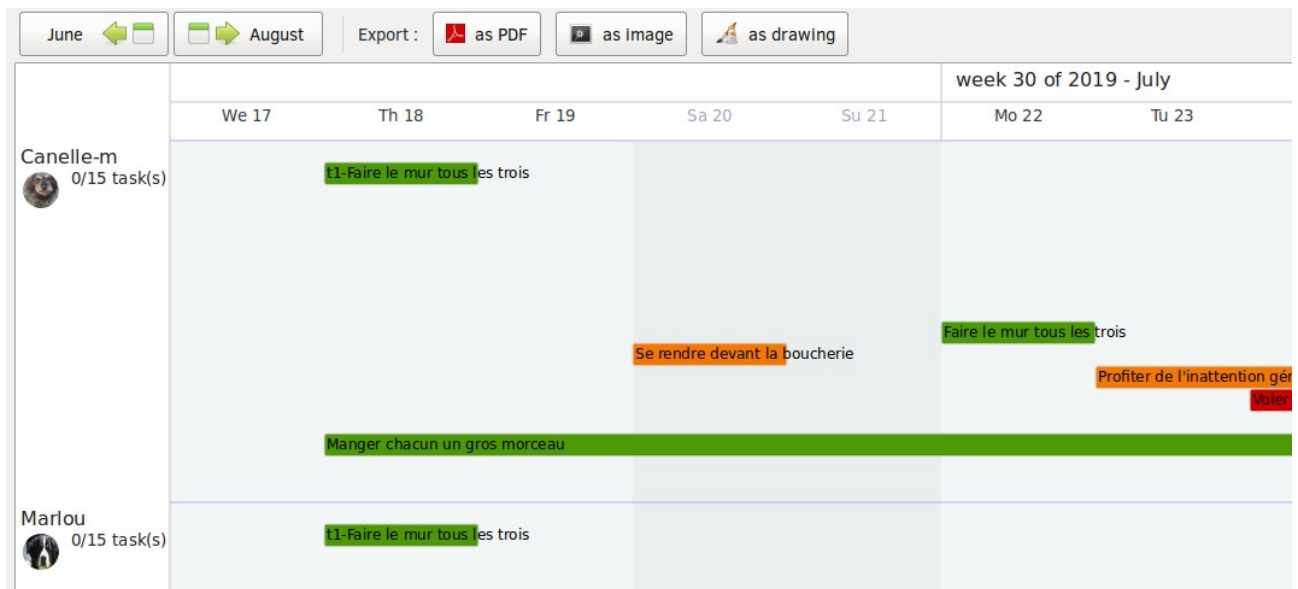 June
August
Export :
as PDF
as image
as drawing
week 30 of 2019 - July
We 17
Th 18
Fr 19
Sa 20
Su 21
Mo 22
Tu 23
Canelle-m
0/15 task(s)
t1-Faire le mur tous les trois
Faire le mur tous les trois
Se rendre devant la boucherie
Profiter de l'inattention gén
Voler
Manger chacun un gros morceau
Marlou
0/15 task(s)
t1-Faire le mur tous les trois